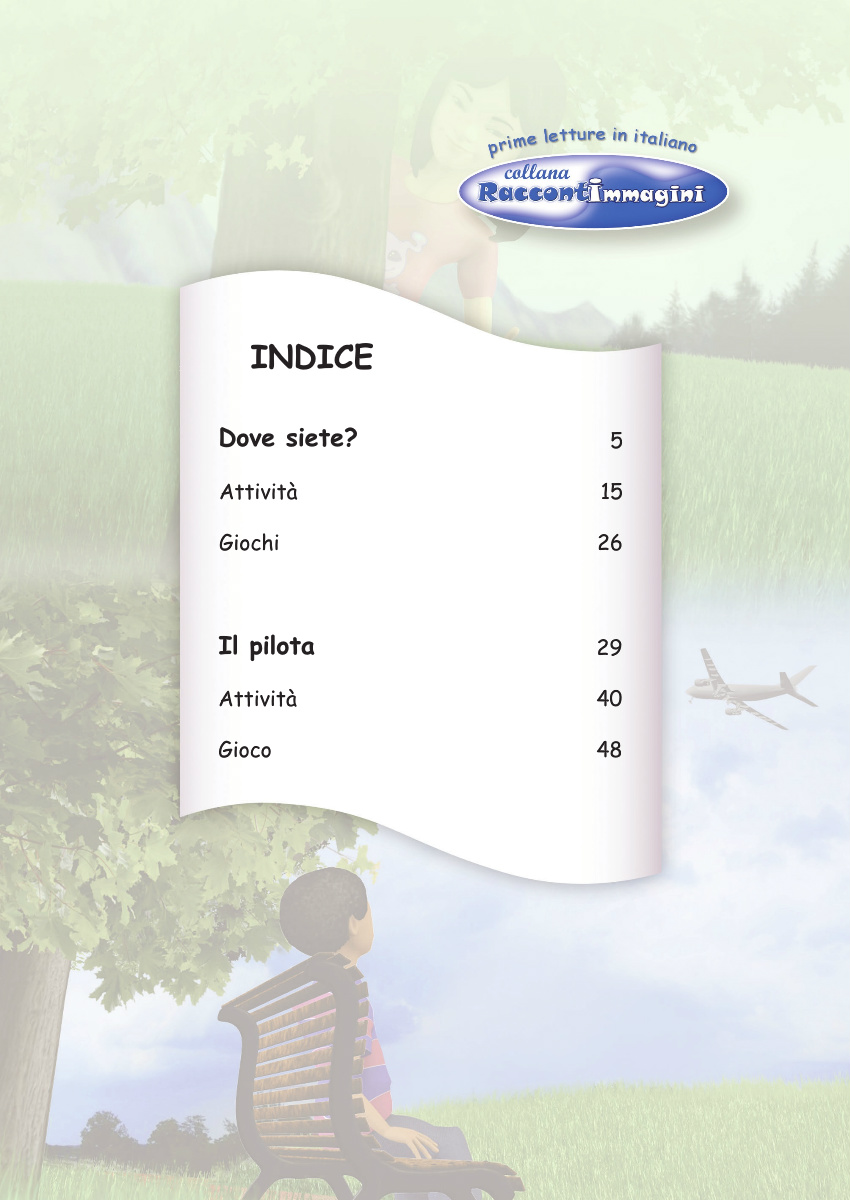 prime letture in italiano
collana
Raccontimmagini
INDICE
Dove siete? 5
Attività 15
Giochi 26
Il pilota 29
Attività 40
Gioco 48